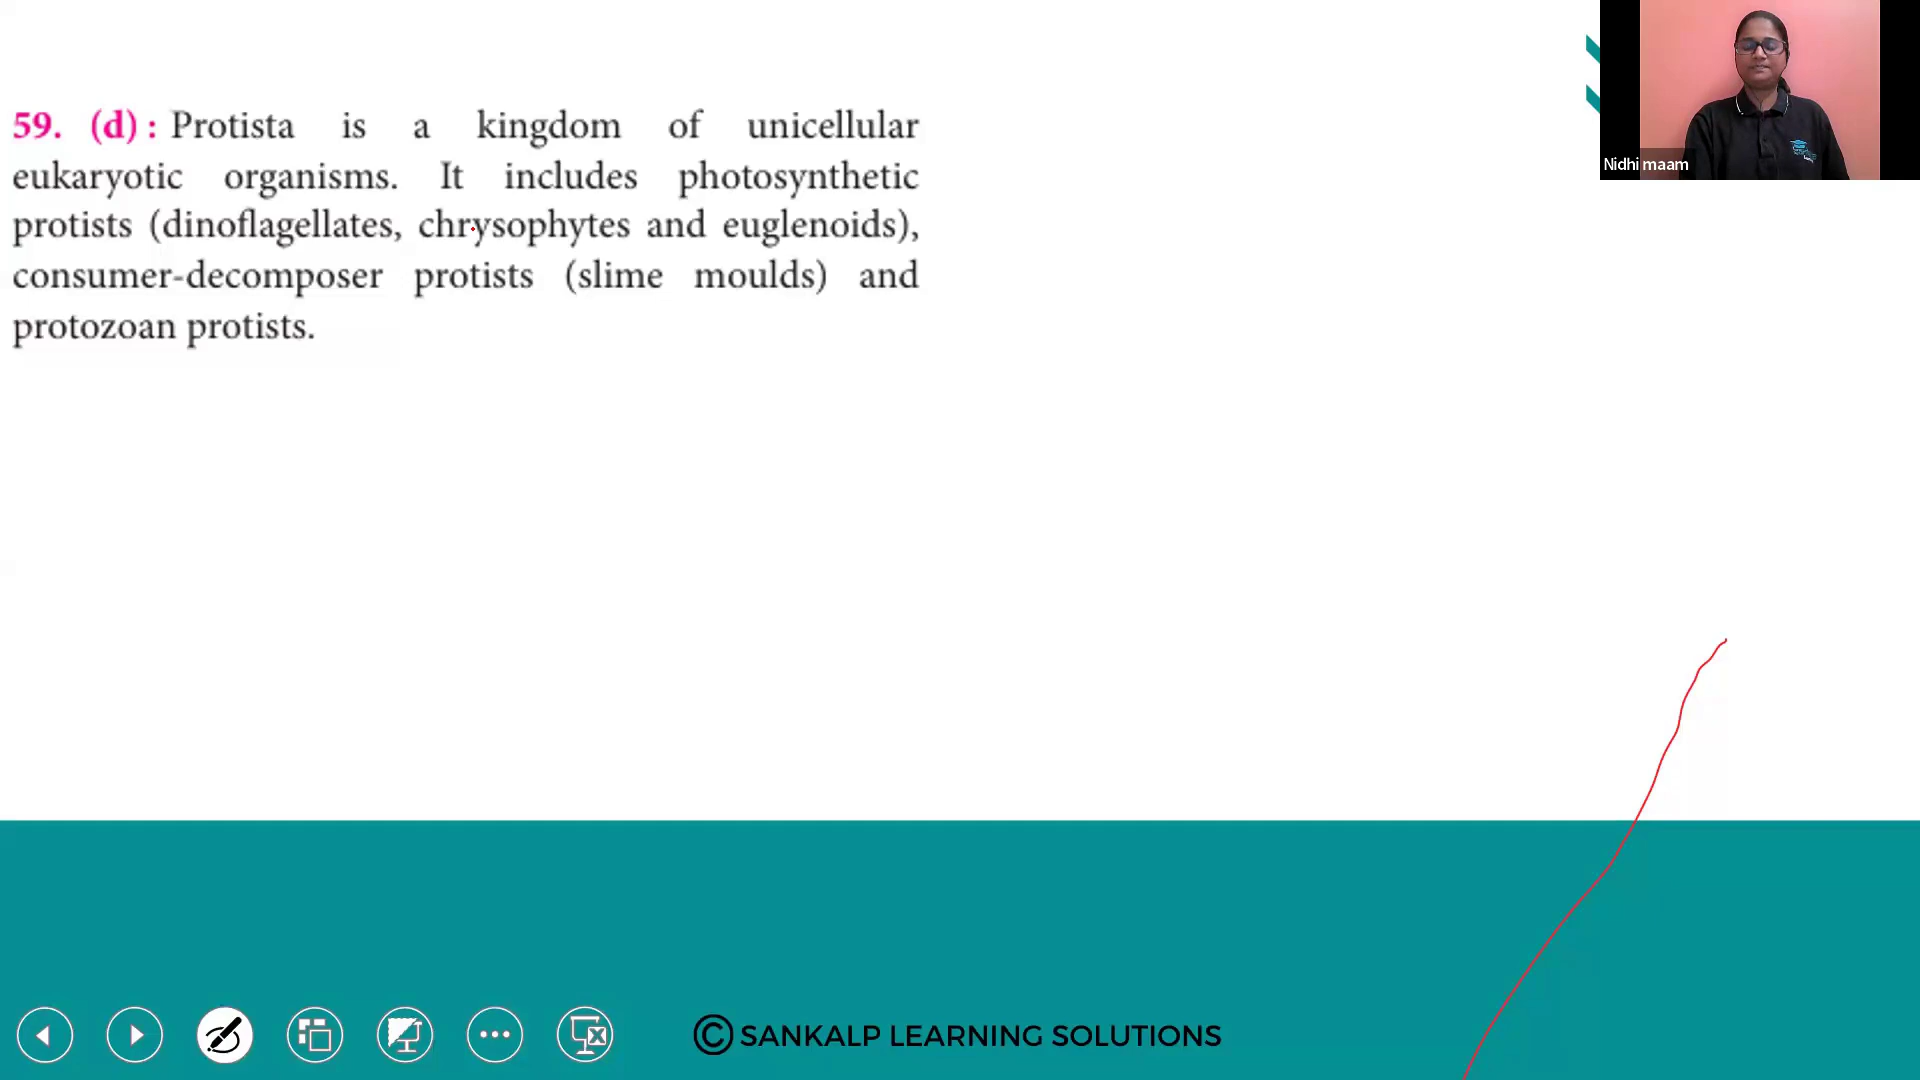 59. (d) : Protista is a kingdom of unicellular
eukaryotic organisms. It includes photosynthetic
protists (dinoflagellates, chrysophytes and euglenoids),
consumer-decomposer protists (slime moulds) and
protozoan protists.
Nidhi maam
© SANKALP LEARNING SOLUTIONS